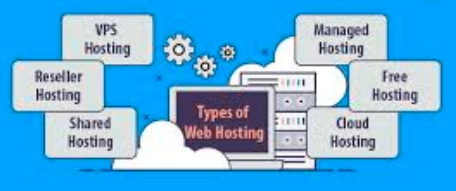 VPS
Hosting
Reseller
Hosting
Shared
Hosting
Types of
Web Hosting
Managed
Hosting
Free
Hosting
Cloud
Hosting